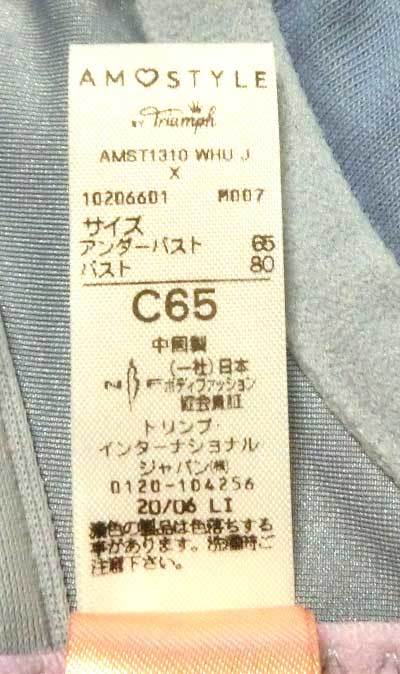 AMO♡STYLE
BY Triumph
AMST1310 WHU J
X
10206601 M007
サイズ
アンダーバスト 65
バスト 80
C65
中国製
(一社)日本
NBF ボディファッション
協会員証
トリンプ・
インターナショナル
ジャパン(株)
0120-104256
20/06 LI
濃色の製品は色落ちする
事があります。洗濯時ご
注意下さい。